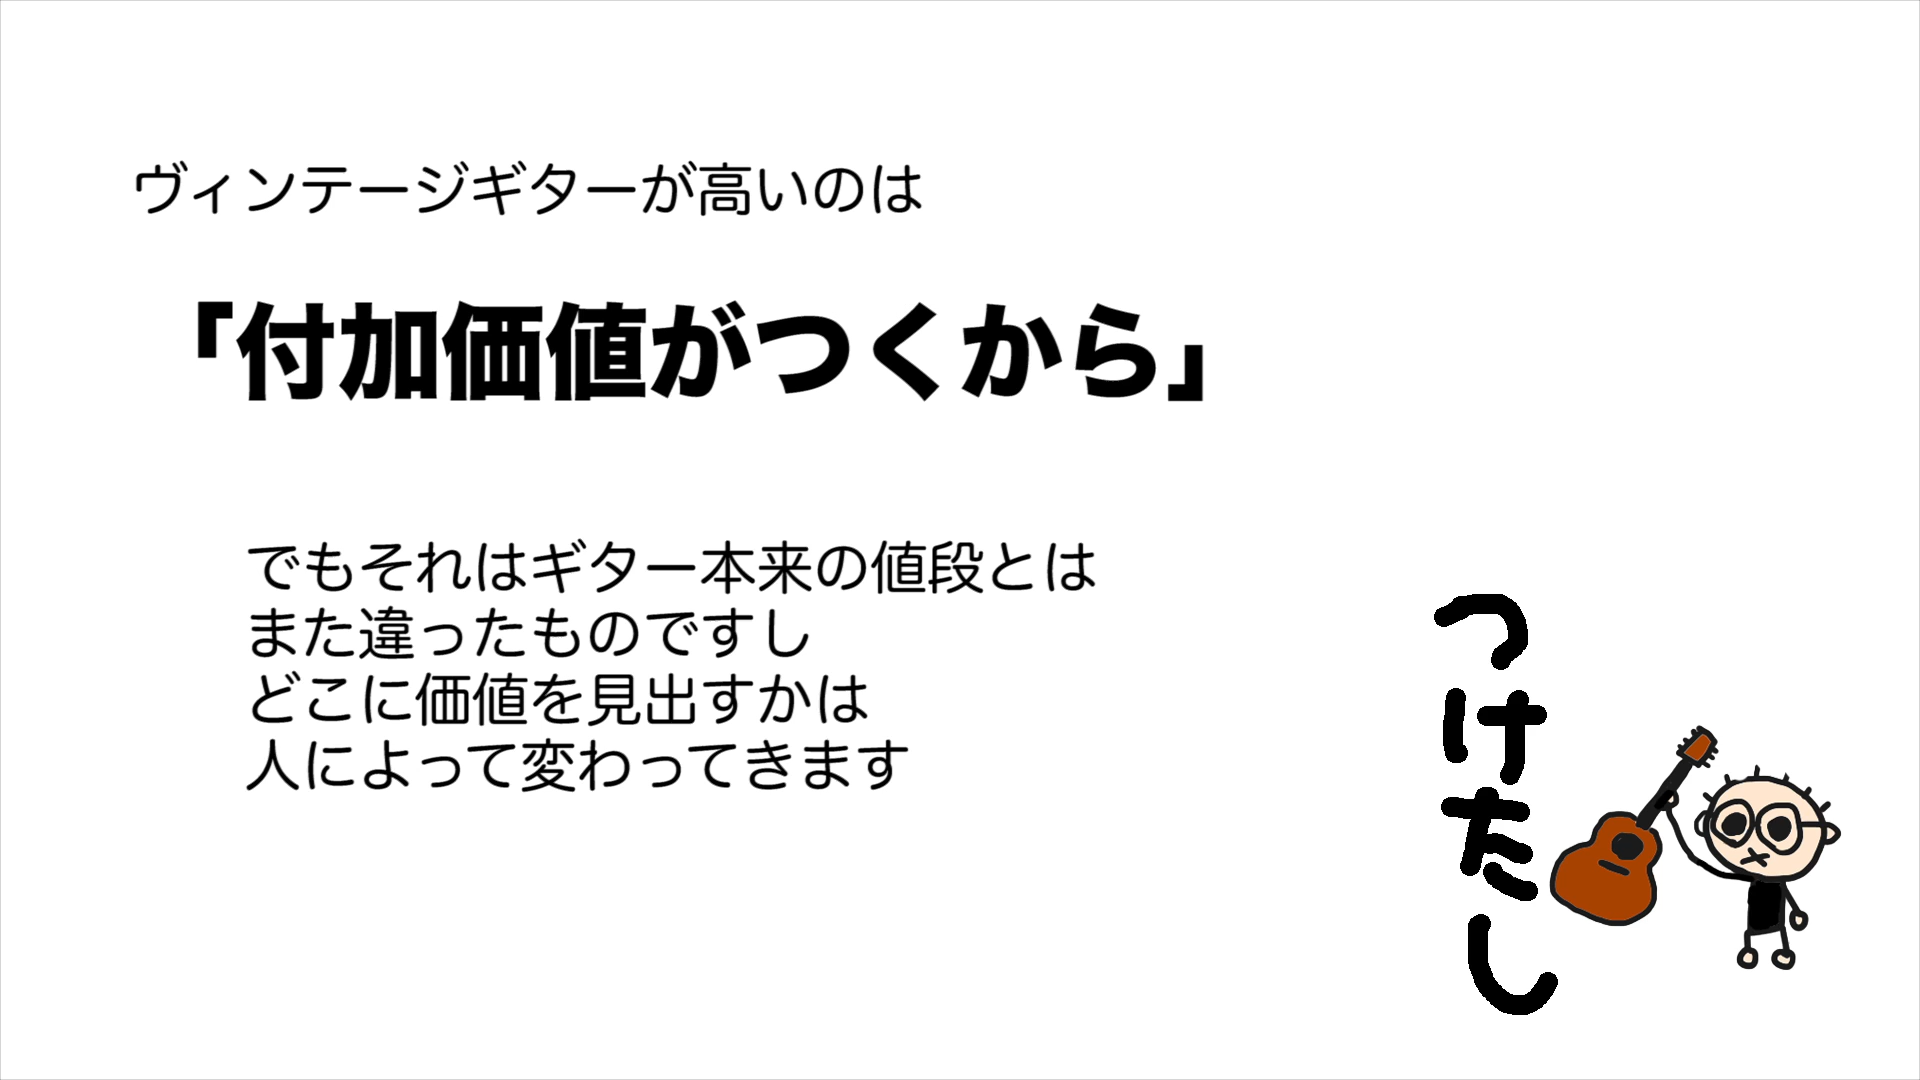 ヴィンテージギターが高いのは
「付加価値がつくから」
でもそれはギター本来の値段とは
また違ったものですし
どこに価値を見出すかは
人によって変わってきます
つけたし